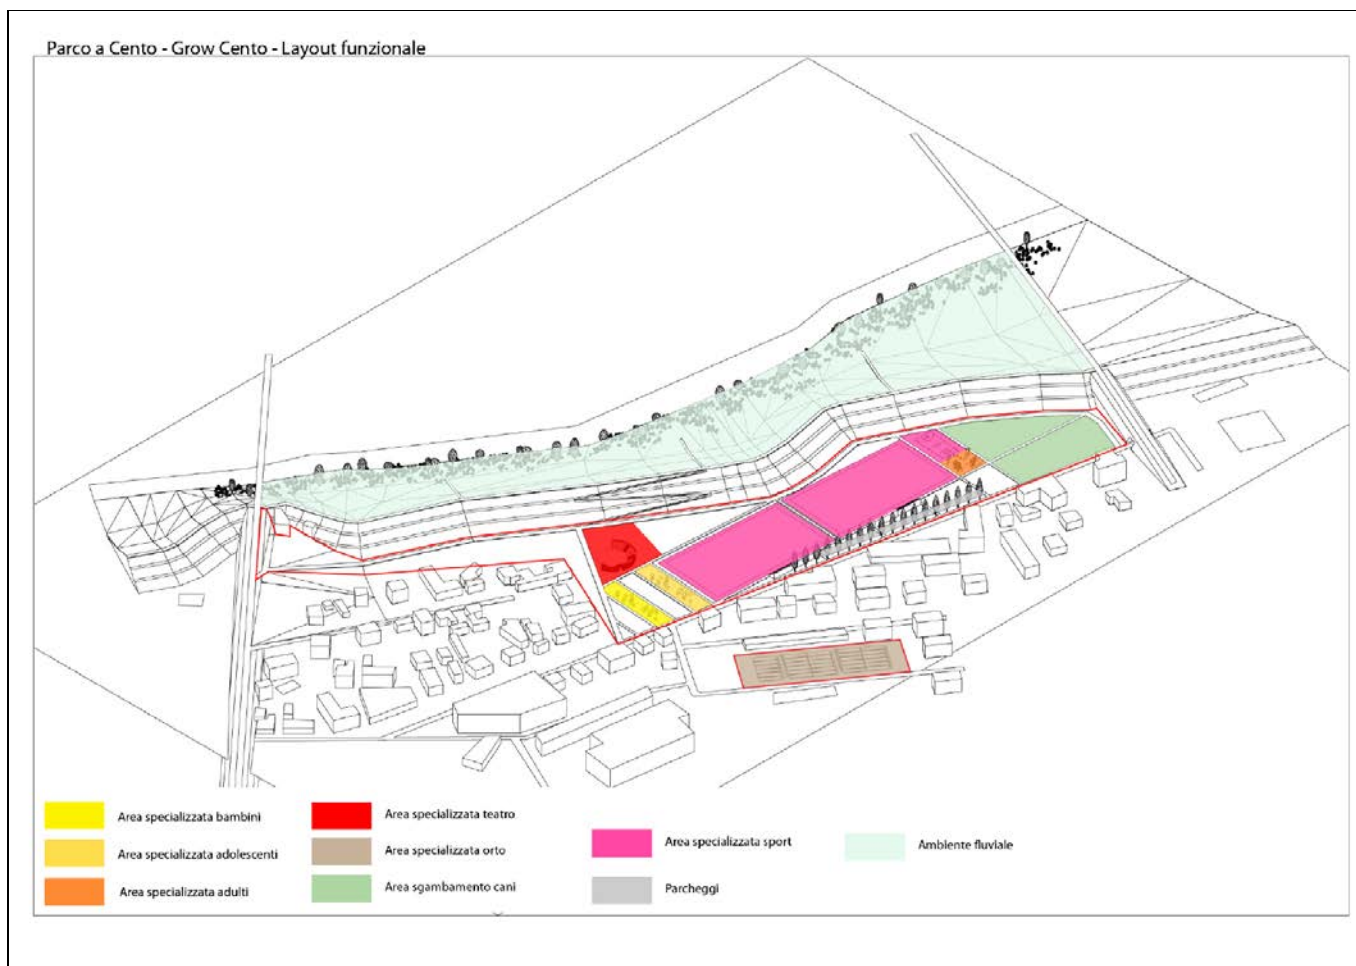 Parco a Cento - Grow Cento - Layout funzionale
Area specializzata bambini
Area specializzata adolescenti
Area specializzata adulti
Area specializzata teatro
Area specializzata orto
Area sgambamento cani
Area specializzata sport
Parcheggi
Ambiente fluviale